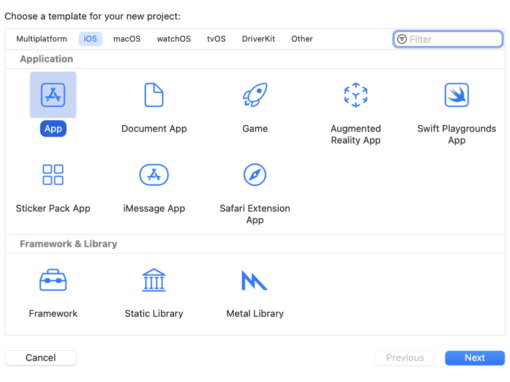 Choose a template for your new project:
Multiplatform iOS macOS watchOS tvOS DriverKit Other Filter
Application
App Document App Game Augmented Swift Playgrounds
Reality App App
Sticker Pack App iMessage App Safari Extension
App
Framework & Library
Framework Static Library Metal Library
Cancel Previous Next